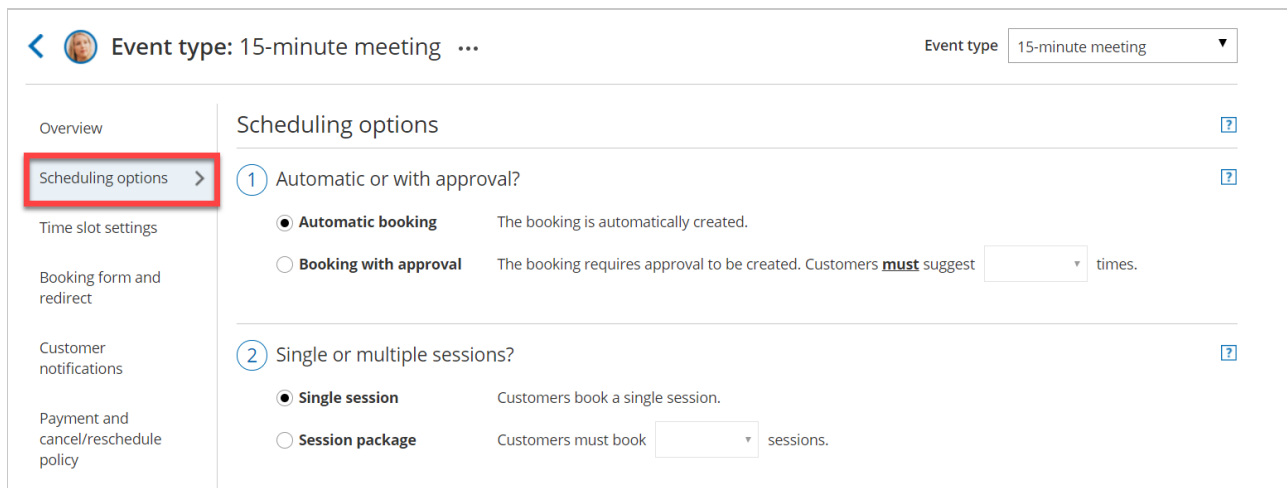 Event type: 15-minute meeting ...
Event type 15-minute meeting
Overview
Scheduling options
Time slot settings
Booking form and
redirect
Customer
notifications
Payment and
cancel/reschedule
policy
Scheduling options ?
1 Automatic or with approval? ?
Automatic booking The booking is automatically created.
Booking with approval The booking requires approval to be created. Customers must suggest times.
2 Single or multiple sessions? ?
Single session Customers book a single session.
Session package Customers must book sessions.